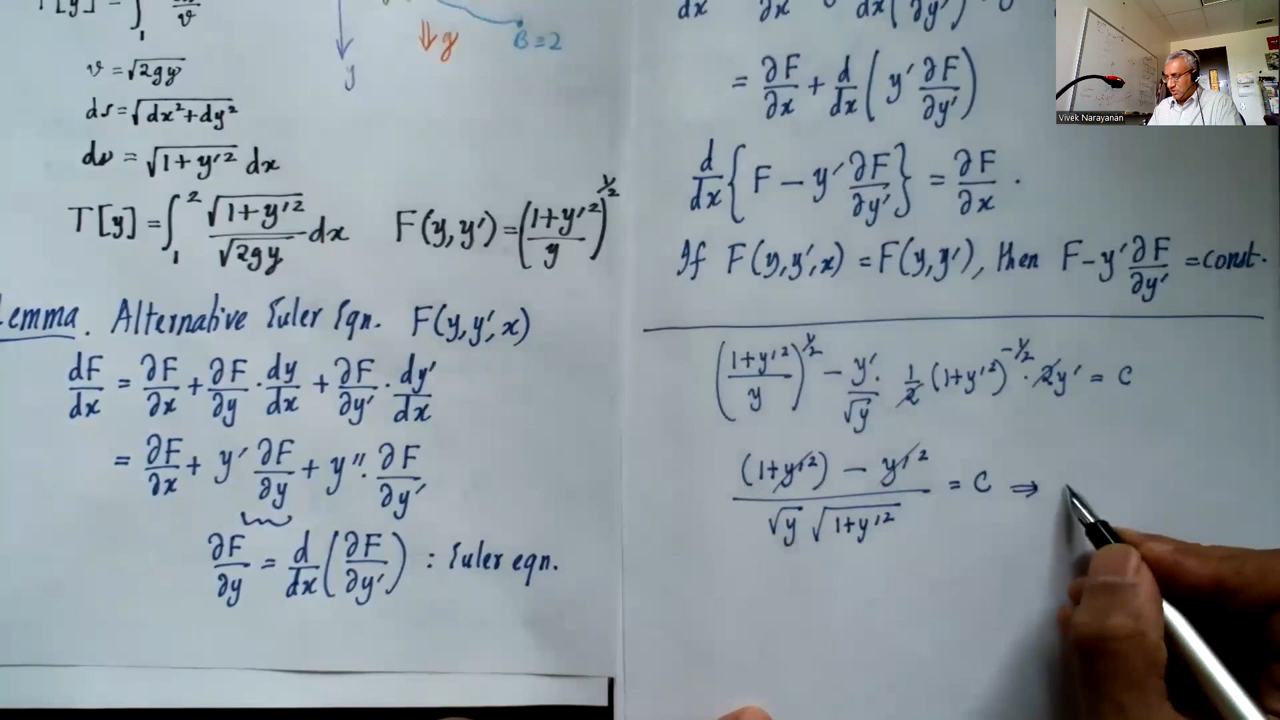 T[y] = ∫₁
v
v = √2gy
ds = √dx² + dy²
ds = √1 + y'² dx
T[y] = ∫₁² √1 + y'² / √2gy dx F(y, y') = (1 + y'² / y)^1/2
y
g
B = 2
Lemma. Alternative Euler Eqn. F(y, y', x)
dF/dx = ∂F/∂x + ∂F/∂y · dy/dx + ∂F/∂y' · dy'/dx
= ∂F/∂x + y' ∂F/∂y + y'' · ∂F/∂y'
∂F/∂y = d/dx (∂F/∂y') : Euler eqn.
= ∂F/∂x + d/dx (y' ∂F/∂y')
d/dx {F − y' ∂F/∂y'} = ∂F/∂x .
If F(y, y', x) = F(y, y'), then F − y' ∂F/∂y' = const.
(1 + y'² / y)^1/2 − y'/√y · 1/2 (1 + y'²)^−1/2 · 2y' = C
(1 + y'²) − y'² / √y √1 + y'² = C ⇒
Vivek Narayanan